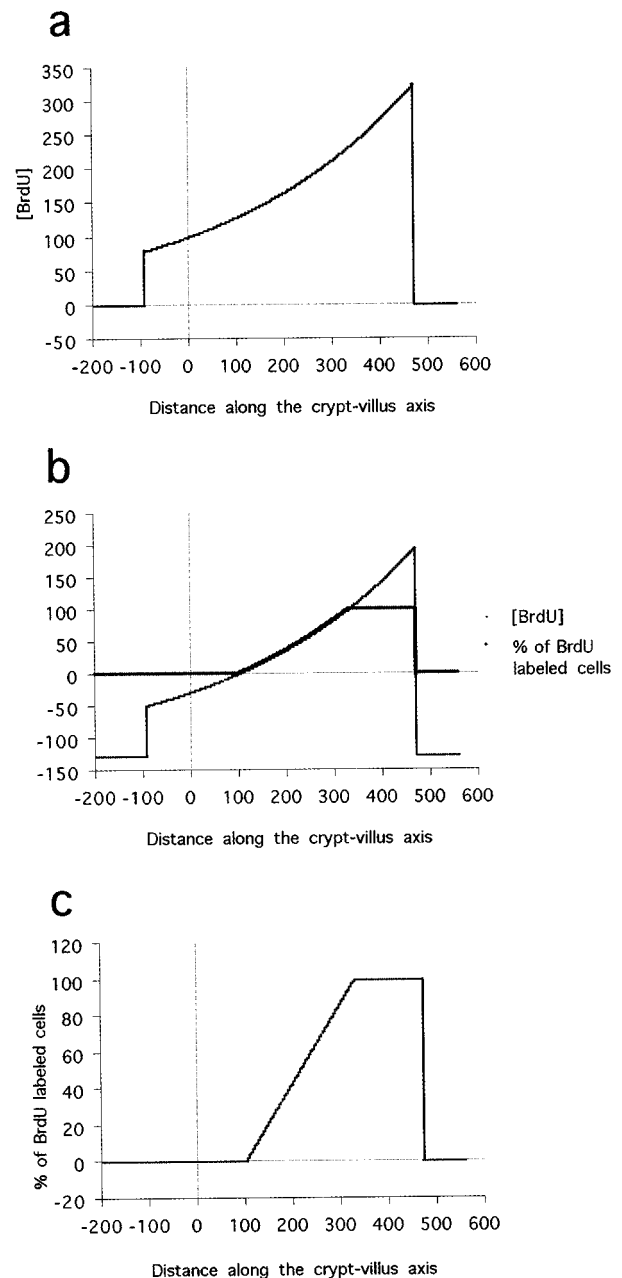 a
350
300
250
200
150
100
50
0
-50
[BrdU]
-200 -100 0 100 200 300 400 500 600
Distance along the crypt-villus axis
b
250
200
150
100
50
0
-50
-100
-150
[BrdU]
% of BrdU
labeled cells
-200 -100 0 100 200 300 400 500 600
Distance along the crypt-villus axis
c
120
100
80
60
40
20
0
-20
% of BrdU labeled cells
-200 -100 0 100 200 300 400 500 600
Distance along the crypt-villus axis